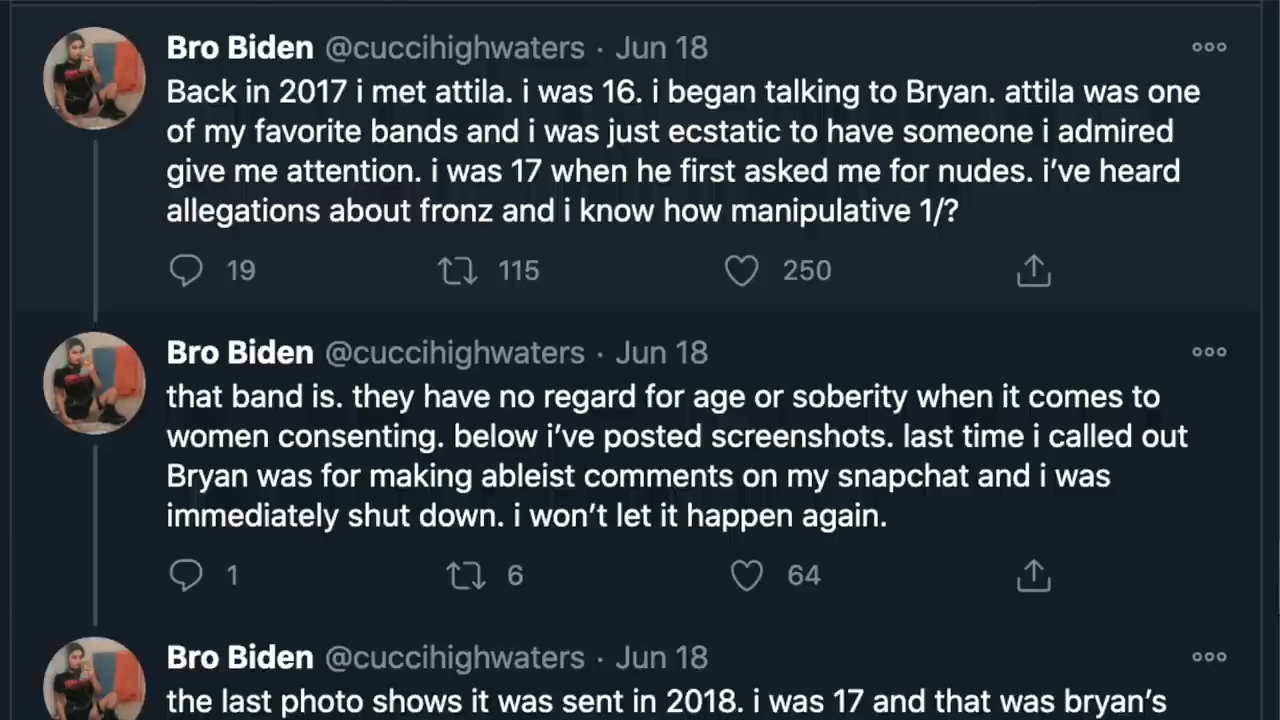 Bro Biden @cuccihighwaters · Jun 18
Back in 2017 i met attila. i was 16. i began talking to Bryan. attila was one
of my favorite bands and i was just ecstatic to have someone i admired
give me attention. i was 17 when he first asked me for nudes. i’ve heard
allegations about fronz and i know how manipulative 1/?
19 115 250
Bro Biden @cuccihighwaters · Jun 18
that band is. they have no regard for age or soberity when it comes to
women consenting. below i’ve posted screenshots. last time i called out
Bryan was for making ableist comments on my snapchat and i was
immediately shut down. i won’t let it happen again.
1 6 64
Bro Biden @cuccihighwaters · Jun 18
the last photo shows it was sent in 2018. i was 17 and that was bryan’s